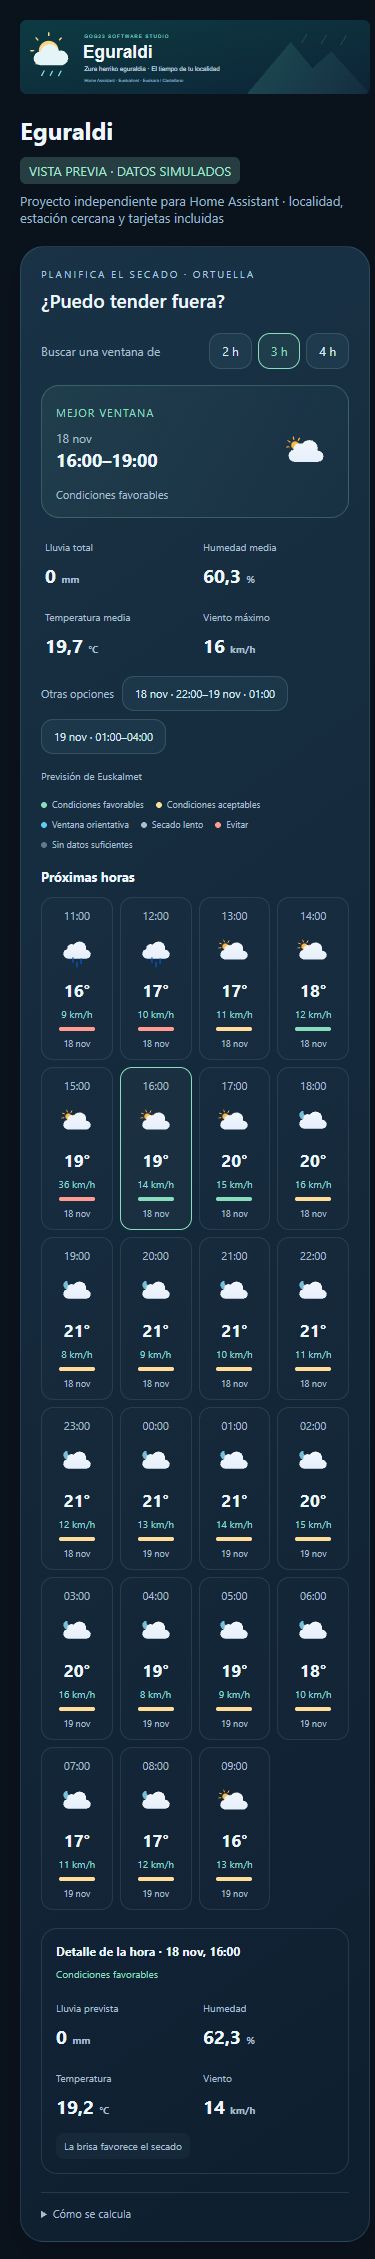 GOG23 SOFTWARE STUDIO
Eguraldi
Zure herriko eguraldia · El tiempo de tu localidad
Home Assistant · Euskalmet · Euskara / Castellano
Eguraldi
VISTA PREVIA · DATOS SIMULADOS
Proyecto independiente para Home Assistant · localidad,
estación cercana y tarjetas incluidas
PLANIFICA EL SECADO · ORTUELLA
¿Puedo tender fuera?
Buscar una ventana de 2 h 3 h 4 h
MEJOR VENTANA
18 nov
16:00–19:00
Condiciones favorables
Lluvia total Humedad media
0 mm 60,3 %
Temperatura media Viento máximo
19,7 °C 16 km/h
Otras opciones 18 nov · 22:00–19 nov · 01:00
19 nov · 01:00–04:00
Previsión de Euskalmet
Condiciones favorables Condiciones aceptables
Ventana orientativa Secado lento Evitar
Sin datos suficientes
Próximas horas
11:00 12:00 13:00 14:00
16° 17° 17° 18°
9 km/h 10 km/h 11 km/h 12 km/h
18 nov 18 nov 18 nov 18 nov
15:00 16:00 17:00 18:00
19° 19° 20° 20°
36 km/h 14 km/h 15 km/h 16 km/h
18 nov 18 nov 18 nov 18 nov
19:00 20:00 21:00 22:00
21° 21° 21° 21°
8 km/h 9 km/h 10 km/h 11 km/h
18 nov 18 nov 18 nov 18 nov
23:00 00:00 01:00 02:00
21° 21° 21° 20°
12 km/h 13 km/h 14 km/h 15 km/h
18 nov 19 nov 19 nov 19 nov
03:00 04:00 05:00 06:00
20° 19° 19° 18°
16 km/h 8 km/h 9 km/h 10 km/h
19 nov 19 nov 19 nov 19 nov
07:00 08:00 09:00
17° 17° 16°
11 km/h 12 km/h 13 km/h
19 nov 19 nov 19 nov
Detalle de la hora · 18 nov, 16:00
Condiciones favorables
Lluvia prevista Humedad
0 mm 62,3 %
Temperatura Viento
19,2 °C 14 km/h
La brisa favorece el secado
Cómo se calcula